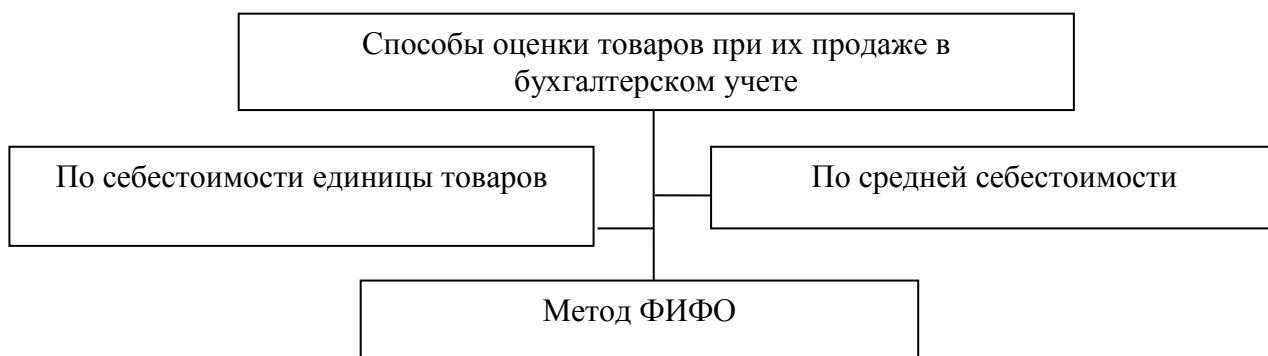 Способы оценки товаров при их продаже в
бухгалтерском учете
По себестоимости единицы товаров
По средней себестоимости
Метод ФИФО